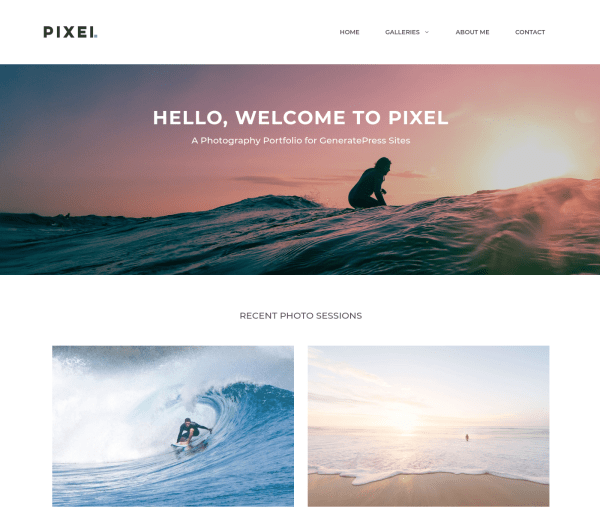 PIXEL
HOME GALLERIES ABOUT ME CONTACT
HELLO, WELCOME TO PIXEL
A Photography Portfolio for GeneratePress Sites
RECENT PHOTO SESSIONS